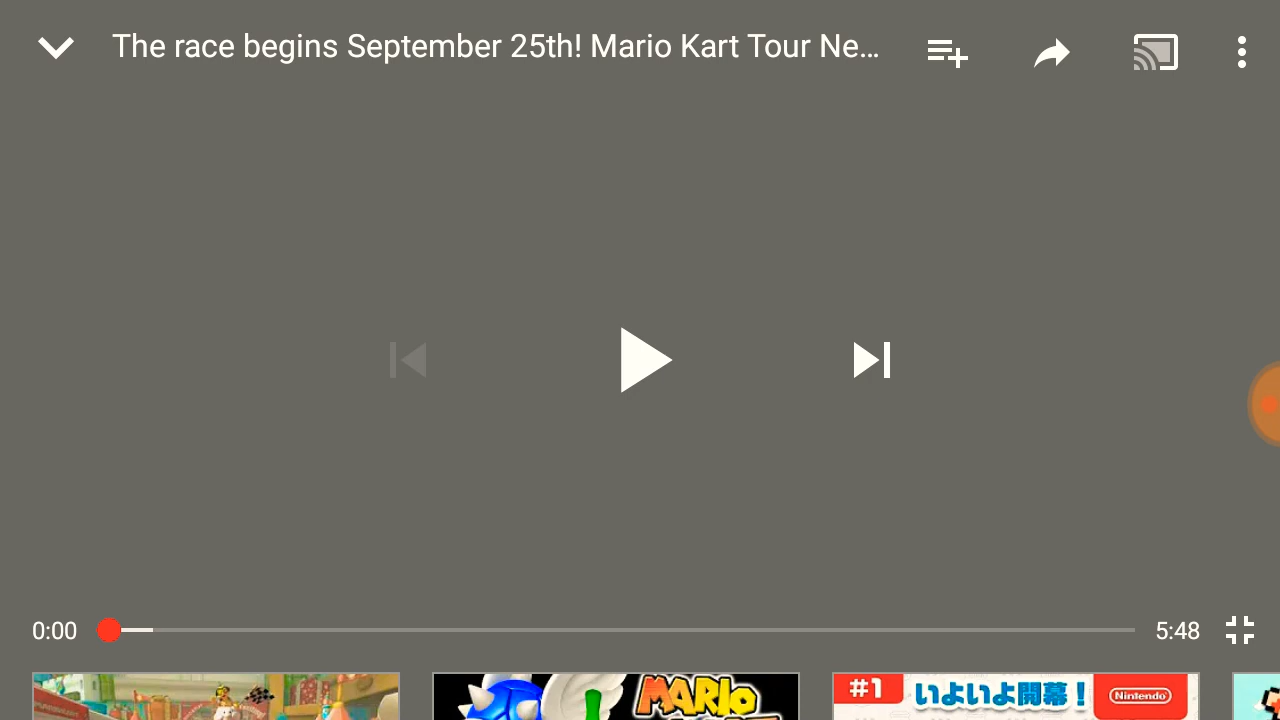 The race begins September 25th! Mario Kart Tour Ne...
0:00
5:48
MARIO
#1 いよいよ開幕！ Nintendo